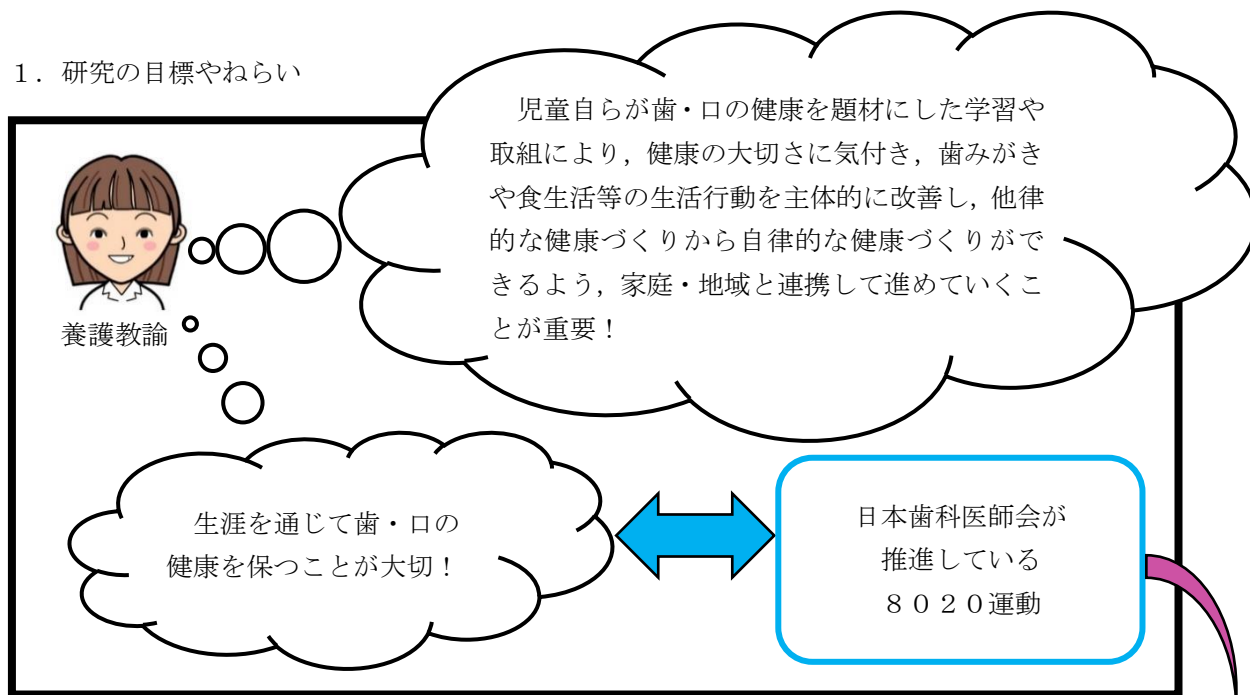 １．研究の目標やねらい
児童自らが歯・口の健康を題材にした学習や
取組により，健康の大切さに気付き，歯みがき
や食生活等の生活行動を主体的に改善し，他律
的な健康づくりから自律的な健康づくりがで
きるよう，家庭・地域と連携して進めていくこ
とが重要！
養護教諭
生涯を通じて歯・口の
健康を保つことが大切！
日本歯科医師会が
推進している
８０２０運動